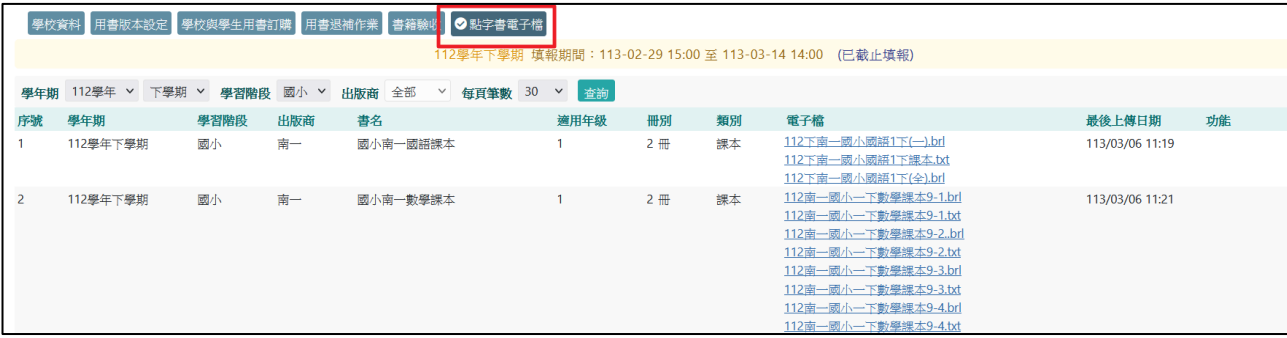 學校資料 用書版本設定 學校與學生用書訂購 用書退補作業 書籍驗收 點字書電子檔
112學年下學期 填報期間：113-02-29 15:00 至 113-03-14 14:00 (已截止填報)
學年期 112學年 下學期 學習階段 國小 出版商 全部 每頁筆數 30 查詢
序號 學年期 學習階段 出版商 書名 適用年級 冊別 類別 電子檔 最後上傳日期 功能
1 112學年下學期 國小 南一 國小南一國語課本 1 2 冊 課本 112下南一國小國語1下(一).brl 113/03/06 11:19
112下南一國小國語1下課本.txt
112下南一國小國語1下(全).brl
2 112學年下學期 國小 南一 國小南一數學課本 1 2 冊 課本 112南一國小一下數學課本9-1.brl 113/03/06 11:21
112南一國小一下數學課本9-1.txt
112南一國小一下數學課本9-2..brl
112南一國小一下數學課本9-2.txt
112南一國小一下數學課本9-3.brl
112南一國小一下數學課本9-3.txt
112南一國小一下數學課本9-4.brl
112南一國小一下數學課本9-4.txt